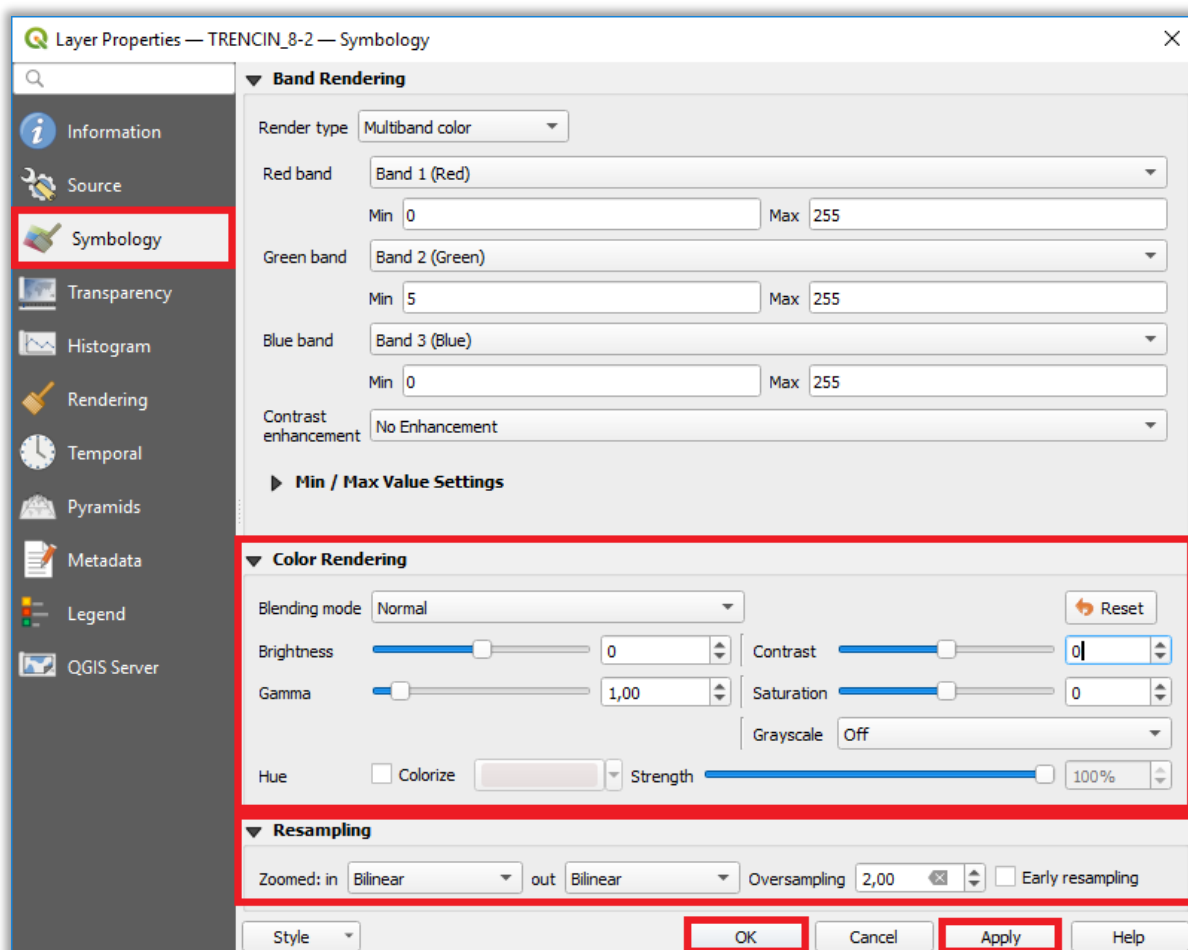 Layer Properties — TRENCIN_8-2 — Symbology
Information
Source
Symbology
Transparency
Histogram
Rendering
Temporal
Pyramids
Metadata
Legend
QGIS Server
Band Rendering
Render type Multiband color
Red band Band 1 (Red)
Min 0 Max 255
Green band Band 2 (Green)
Min 5 Max 255
Blue band Band 3 (Blue)
Min 0 Max 255
Contrast
enhancement No Enhancement
Min / Max Value Settings
Color Rendering
Blending mode Normal Reset
Brightness 0 Contrast 0
Gamma 1,00 Saturation 0
Grayscale Off
Hue Colorize Strength 100%
Resampling
Zoomed: in Bilinear out Bilinear Oversampling 2,00 Early resampling
Style OK Cancel Apply Help